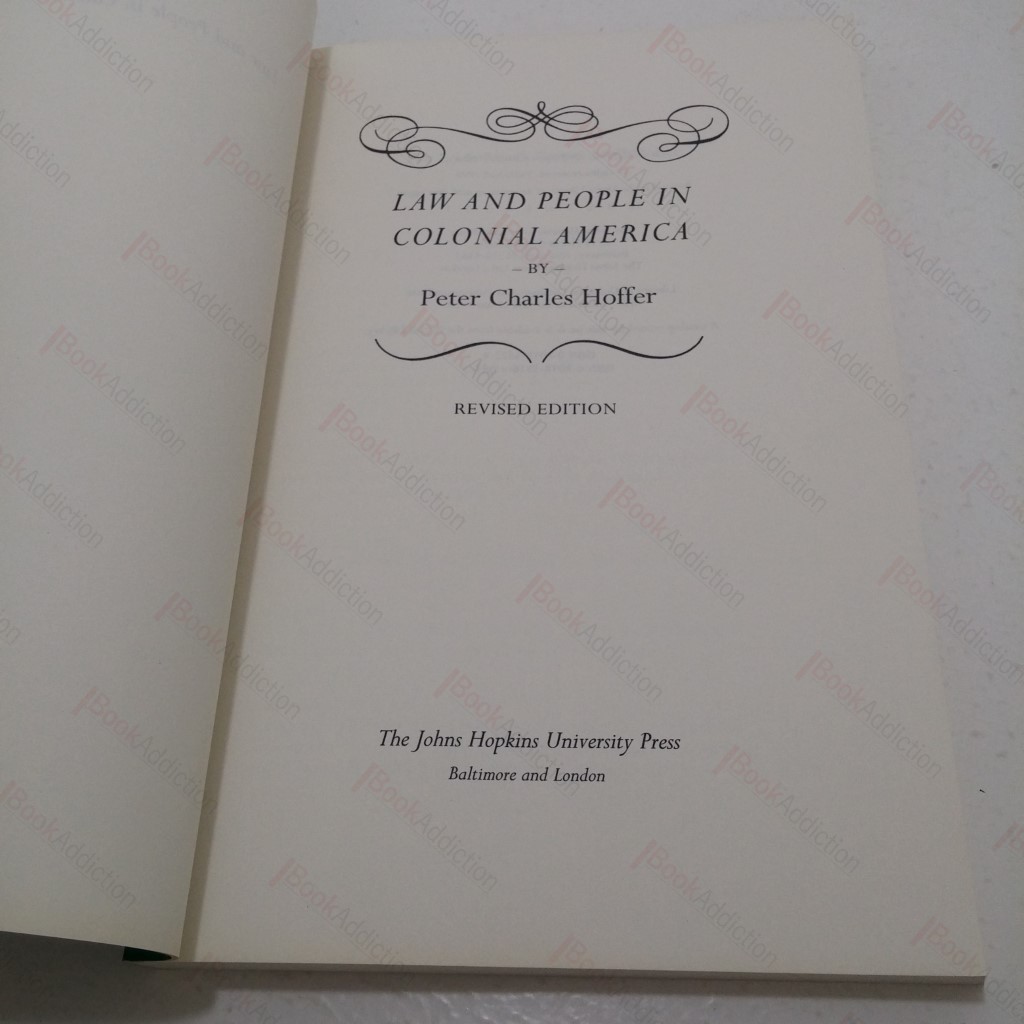 LAW AND PEOPLE IN
COLONIAL AMERICA
– BY –
Peter Charles Hoffer
REVISED EDITION
The Johns Hopkins University Press
Baltimore and London
BookAddiction